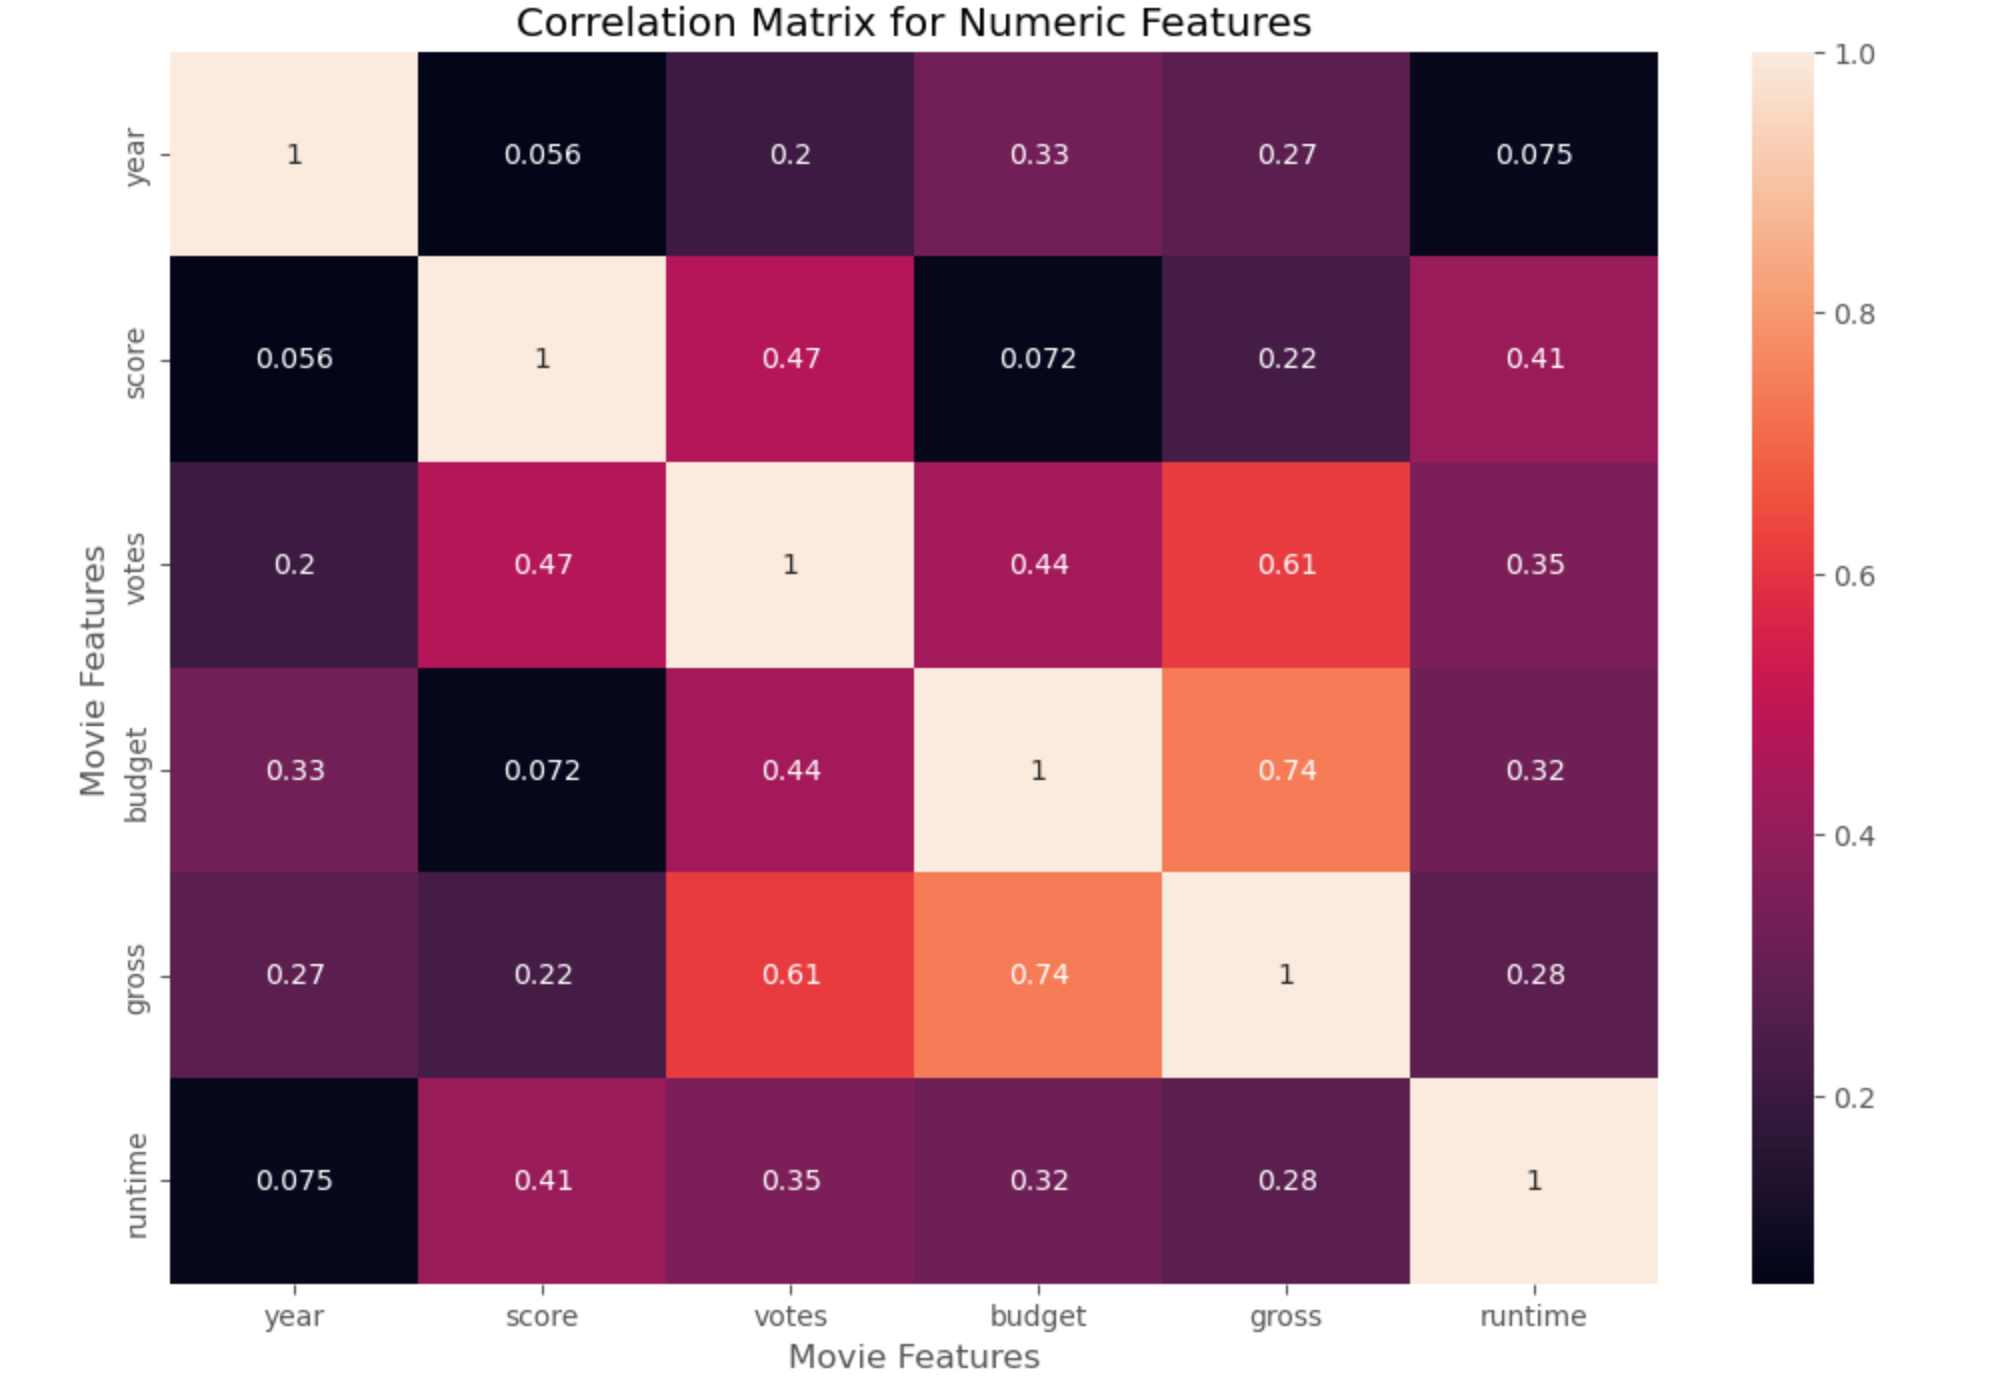 Correlation Matrix for Numeric Features
year 1 0.056 0.2 0.33 0.27 0.075
score 0.056 1 0.47 0.072 0.22 0.41
votes 0.2 0.47 1 0.44 0.61 0.35
budget 0.33 0.072 0.44 1 0.74 0.32
gross 0.27 0.22 0.61 0.74 1 0.28
runtime 0.075 0.41 0.35 0.32 0.28 1
Movie Features
year score votes budget gross runtime
Movie Features
1.0
0.8
0.6
0.4
0.2